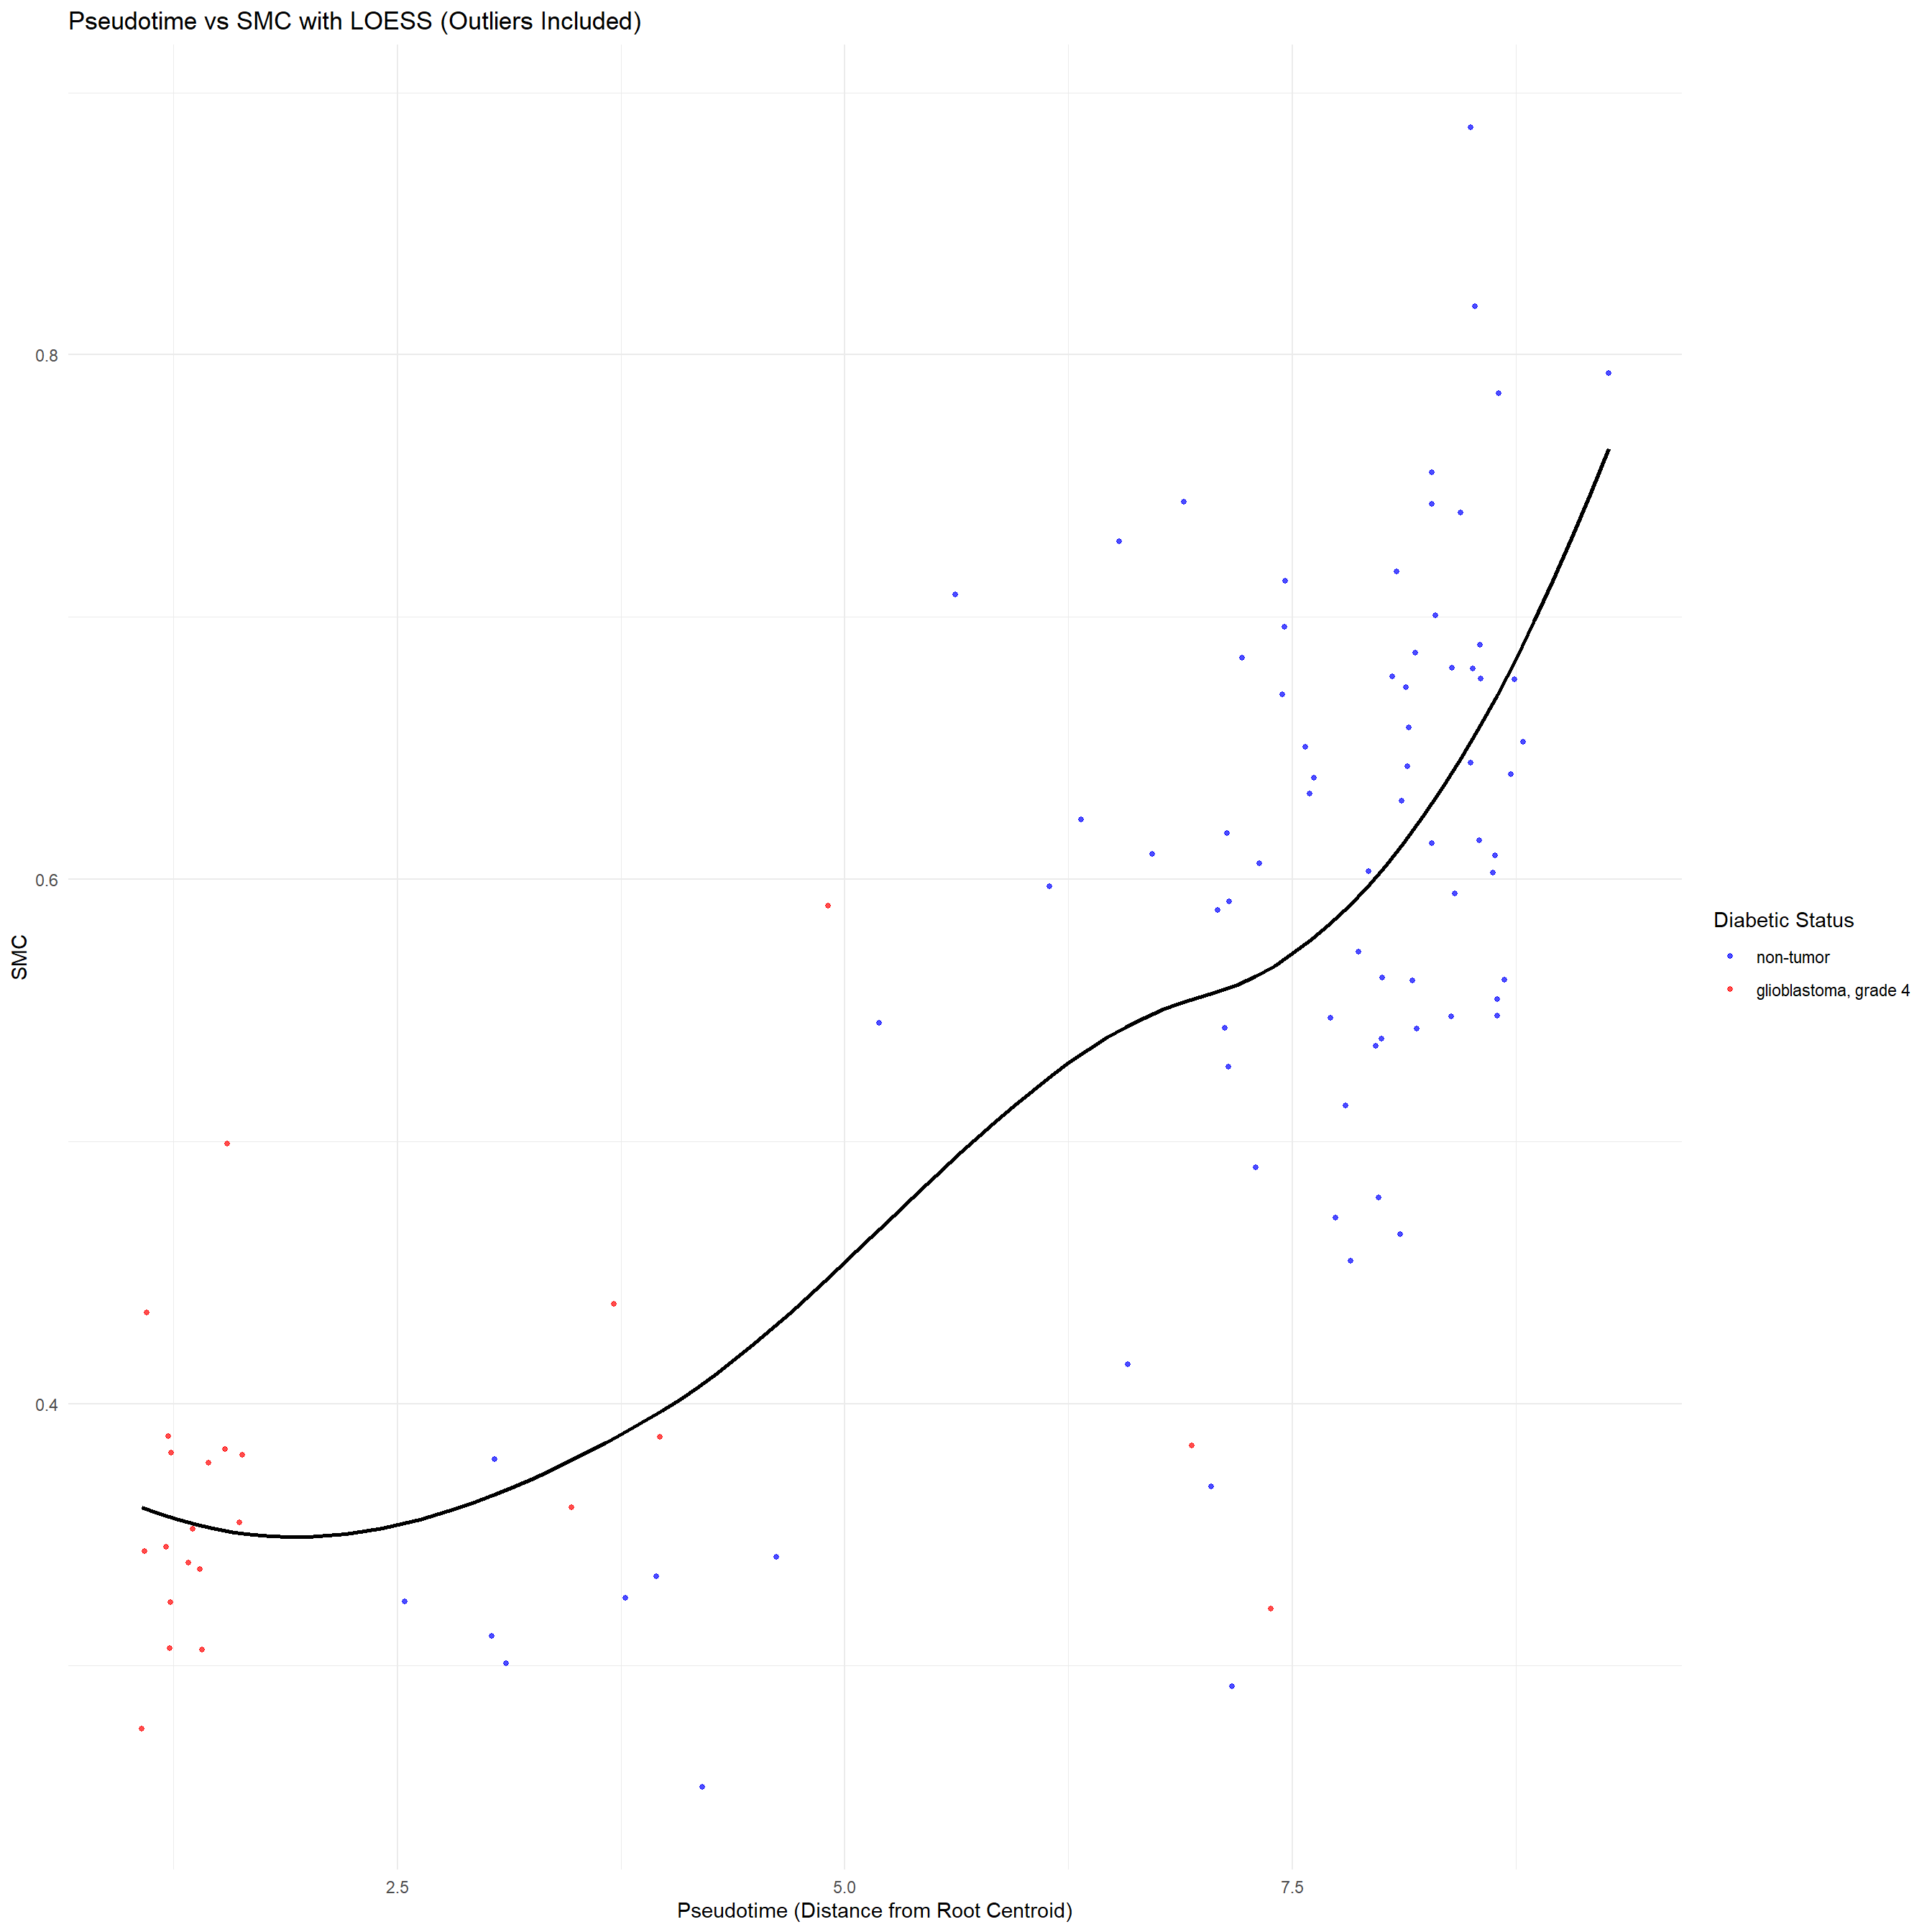 Pseudotime vs SMC with LOESS (Outliers Included)
0.8
0.6
0.4
SMC
2.5
5.0
7.5
Pseudotime (Distance from Root Centroid)
Diabetic Status
non-tumor
glioblastoma, grade 4